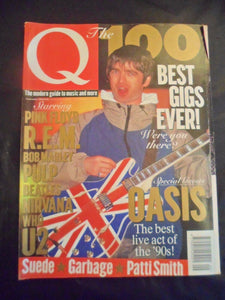 Q
The 100
The modern guide to music and more
BEST
GIGS
EVER!
Were you
there?
Starring
PINK FLOYD
R.E.M.
BOB MARLEY
PULP
BEATLES
NIRVANA
WHO
U2
Special Guests
OASIS
The best
live act of
the '90s!
Suede Garbage Patti Smith